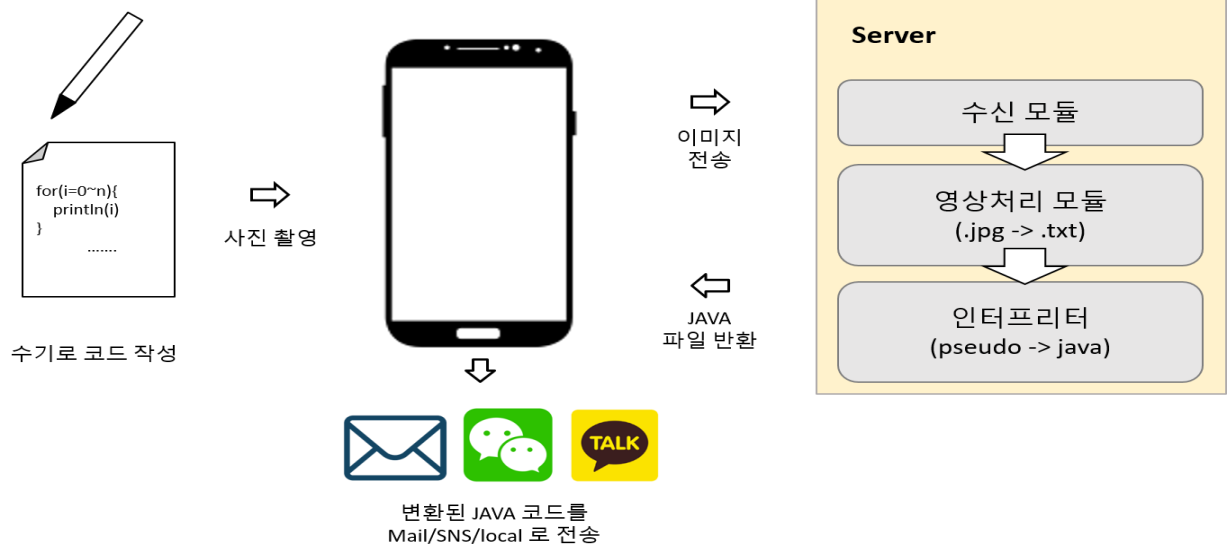 for(i=0~n){
println(i)
}
.......
수기로 코드 작성
사진 촬영
이미지
전송
JAVA
파일 반환
Server
수신 모듈
영상처리 모듈
(.jpg -> .txt)
인터프리터
(pseudo -> java)
TALK
변환된 JAVA 코드를
Mail/SNS/local 로 전송